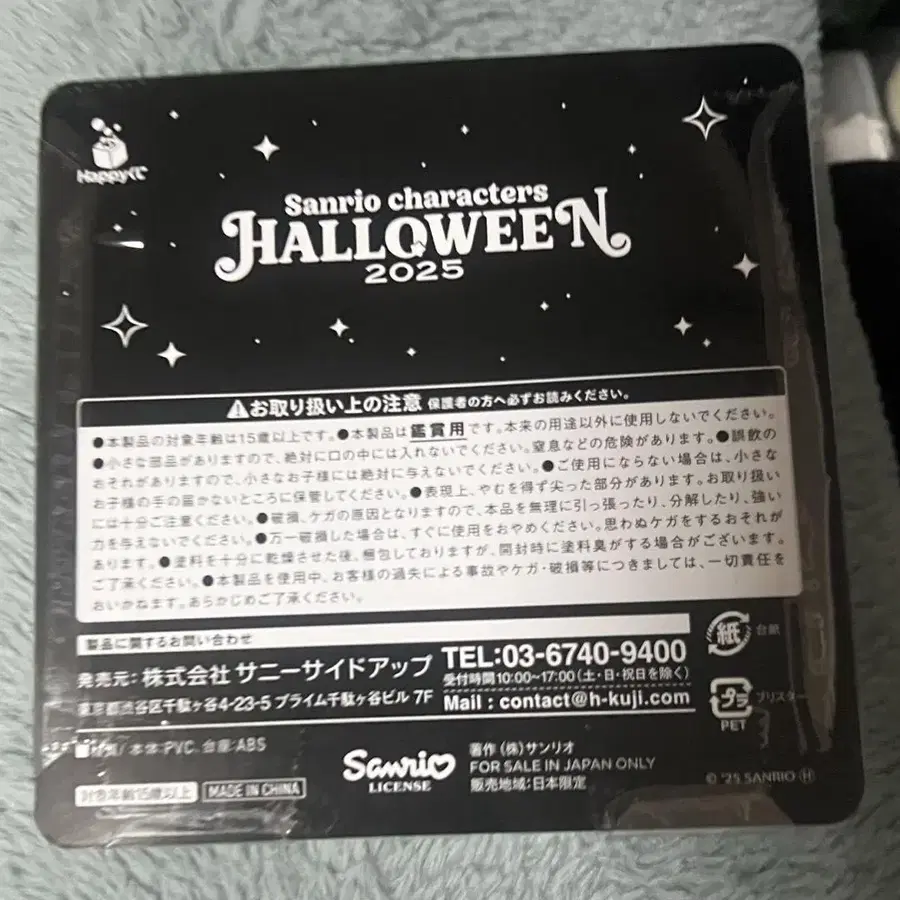 Happyくじ
Sanrio characters
HALLOWEEN
2025
お取り扱い上の注意 保護者の方へ必ずお読みください。
●本製品の対象年齢は15歳以上です。●本製品は鑑賞用です。本来の用途以外に使用しないでください。
●小さな部品がありますので、絶対に口の中には入れないでください。窒息などの危険があります。●誤飲の
おそれがありますので、小さなお子様には絶対に与えないでください。●ご使用にならない場合は、小さな
お子様の手の届かないところに保管してください。●表現上、やむを得ず尖った部分があります。お取り扱い
には十分ご注意ください。●破損、ケガの原因となりますので、本品を無理に引っ張ったり、分解したり、強い
力を与えないでください。●万一破損した場合は、すぐに使用をおやめください。思わぬケガをするおそれが
あります。●塗料を十分に乾燥させた後、梱包しておりますが、開封時に塗料臭がする場合がございます。
ご了承ください。●本製品を使用中、お客様の過失による事故やケガ・破損等につきましては、一切責任を
おいかねます。あらかじめご了承ください。
製品に関するお問い合わせ
発売元：株式会社 サニーサイドアップ
東京都渋谷区千駄ヶ谷4-23-5 プライム千駄ヶ谷ビル 7F
TEL:03-6740-9400
受付時間10:00~17:00(土・日・祝日を除く)
Mail : contact@h-kuji.com
紙 台紙
プラ ブリスター
PET
■材質/ 本体:PVC、台座:ABS
対象年齢15歳以上 MADE IN CHINA
Sanrio
LICENSE
著作 (株)サンリオ
FOR SALE IN JAPAN ONLY
販売地域:日本限定
© '25 SANRIO Ⓗ